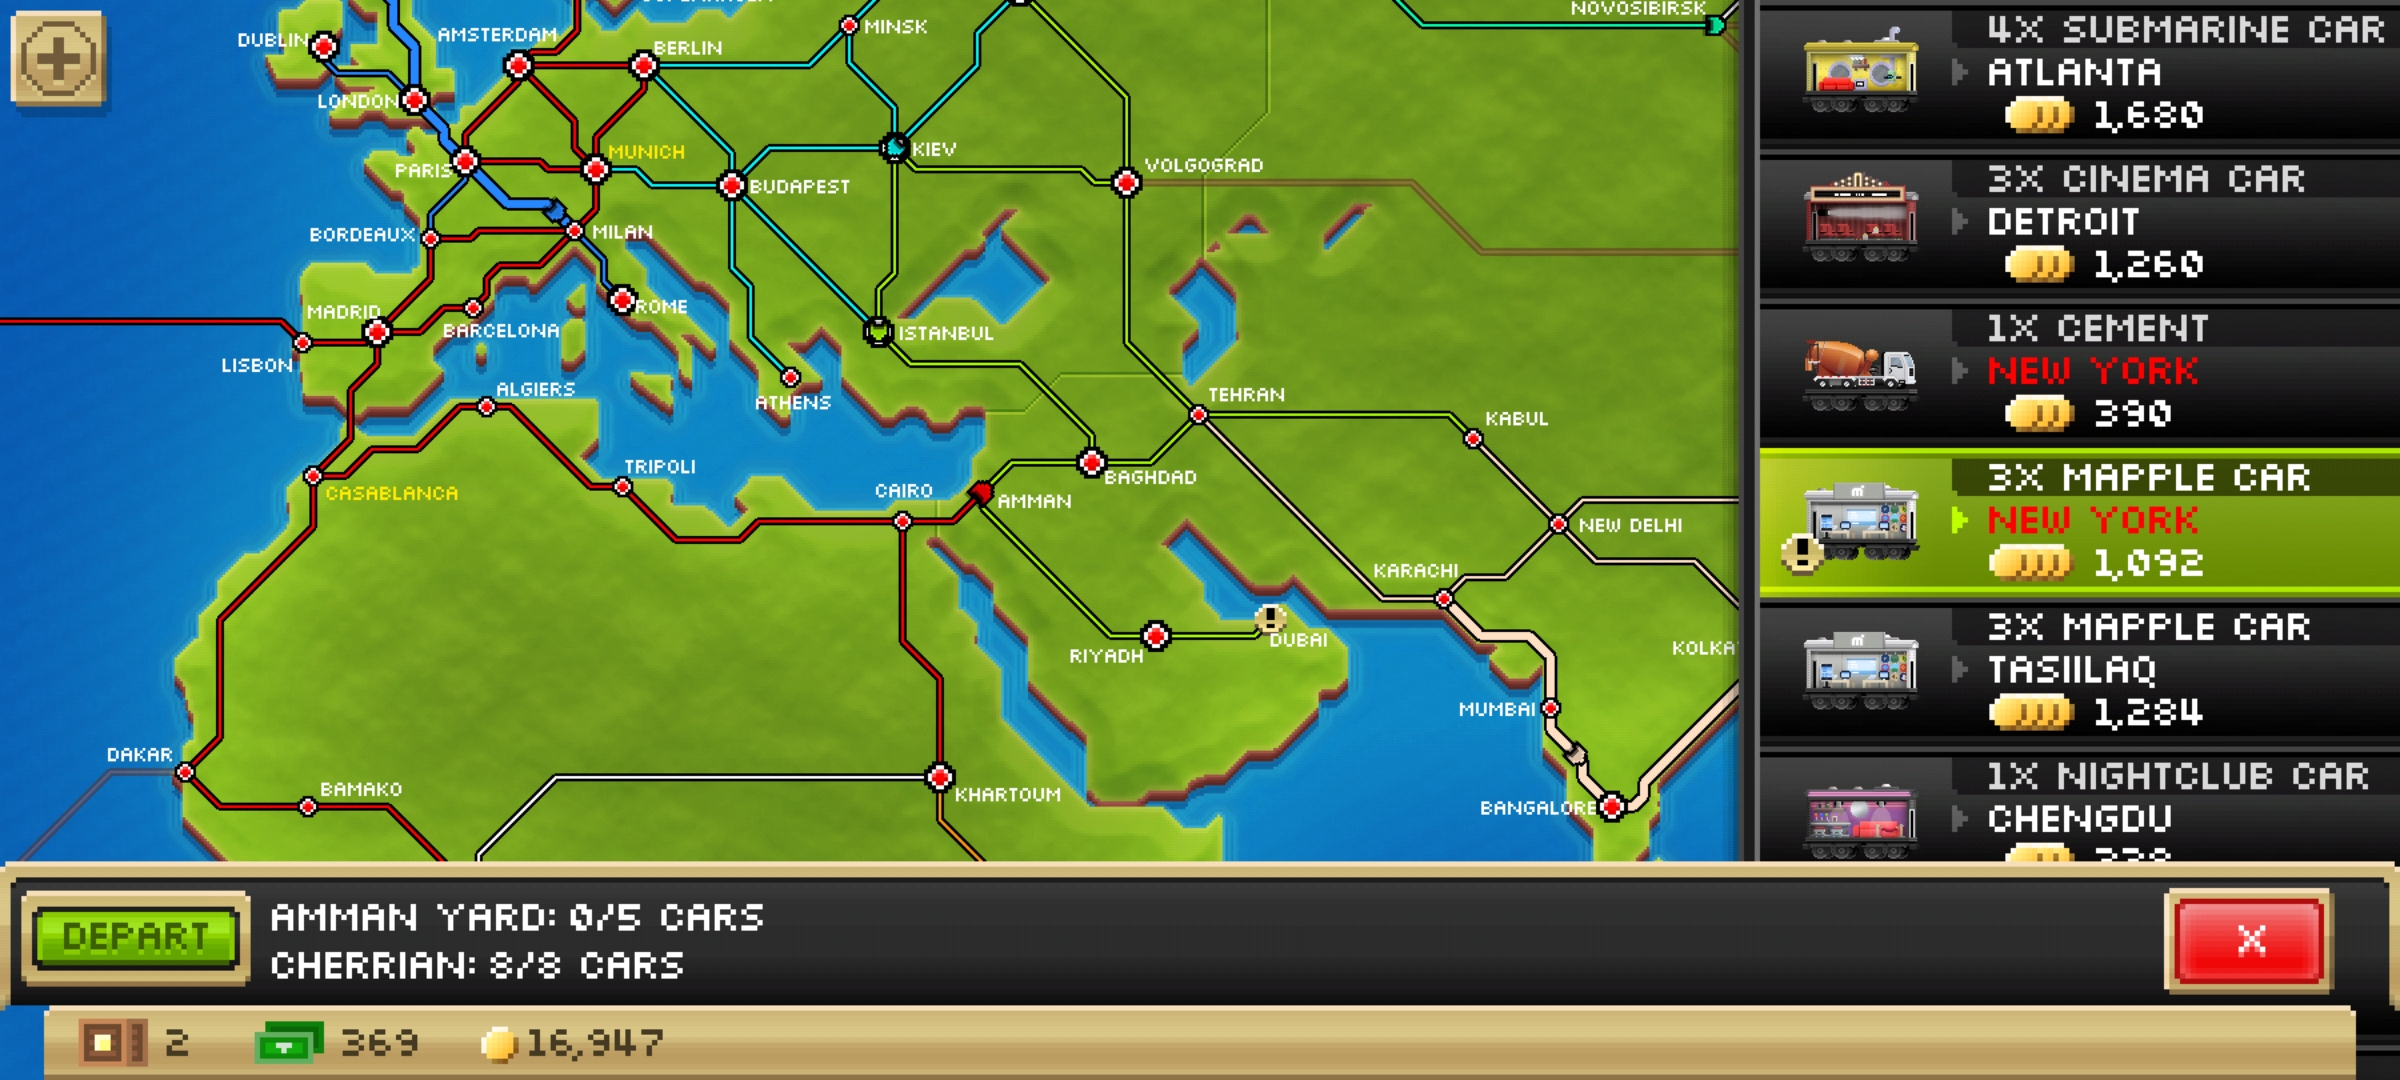 NOVOSIBIRSK
DUBLIN
AMSTERDAM
MINSK
BERLIN
LONDON
PARIS
MUNICH
KIEV
VOLGOGRAD
BUDAPEST
BORDEAUX
MILAN
MADRID
ROME
BARCELONA
ISTANBUL
LISBON
ALGIERS
ATHENS
TEHRAN
KABUL
TRIPOLI
CASABLANCA
CAIRO
BAGHDAD
AMMAN
NEW DELHI
KARACHI
DUBAI
RIYADH
MUMBAI
DAKAR
BAMAKO
KHARTOUM
BANGALORE
4X SUBMARINE CAR
ATLANTA
1,680
3X CINEMA CAR
DETROIT
1,260
1X CEMENT
NEW YORK
390
3X MAPPLE CAR
NEW YORK
1,092
3X MAPPLE CAR
TASIILAQ
1,284
1X NIGHTCLUB CAR
CHENGDU
DEPART
AMMAN YARD: 0/5 CARS
CHERRIAN: 8/8 CARS
X
2
369
16,947